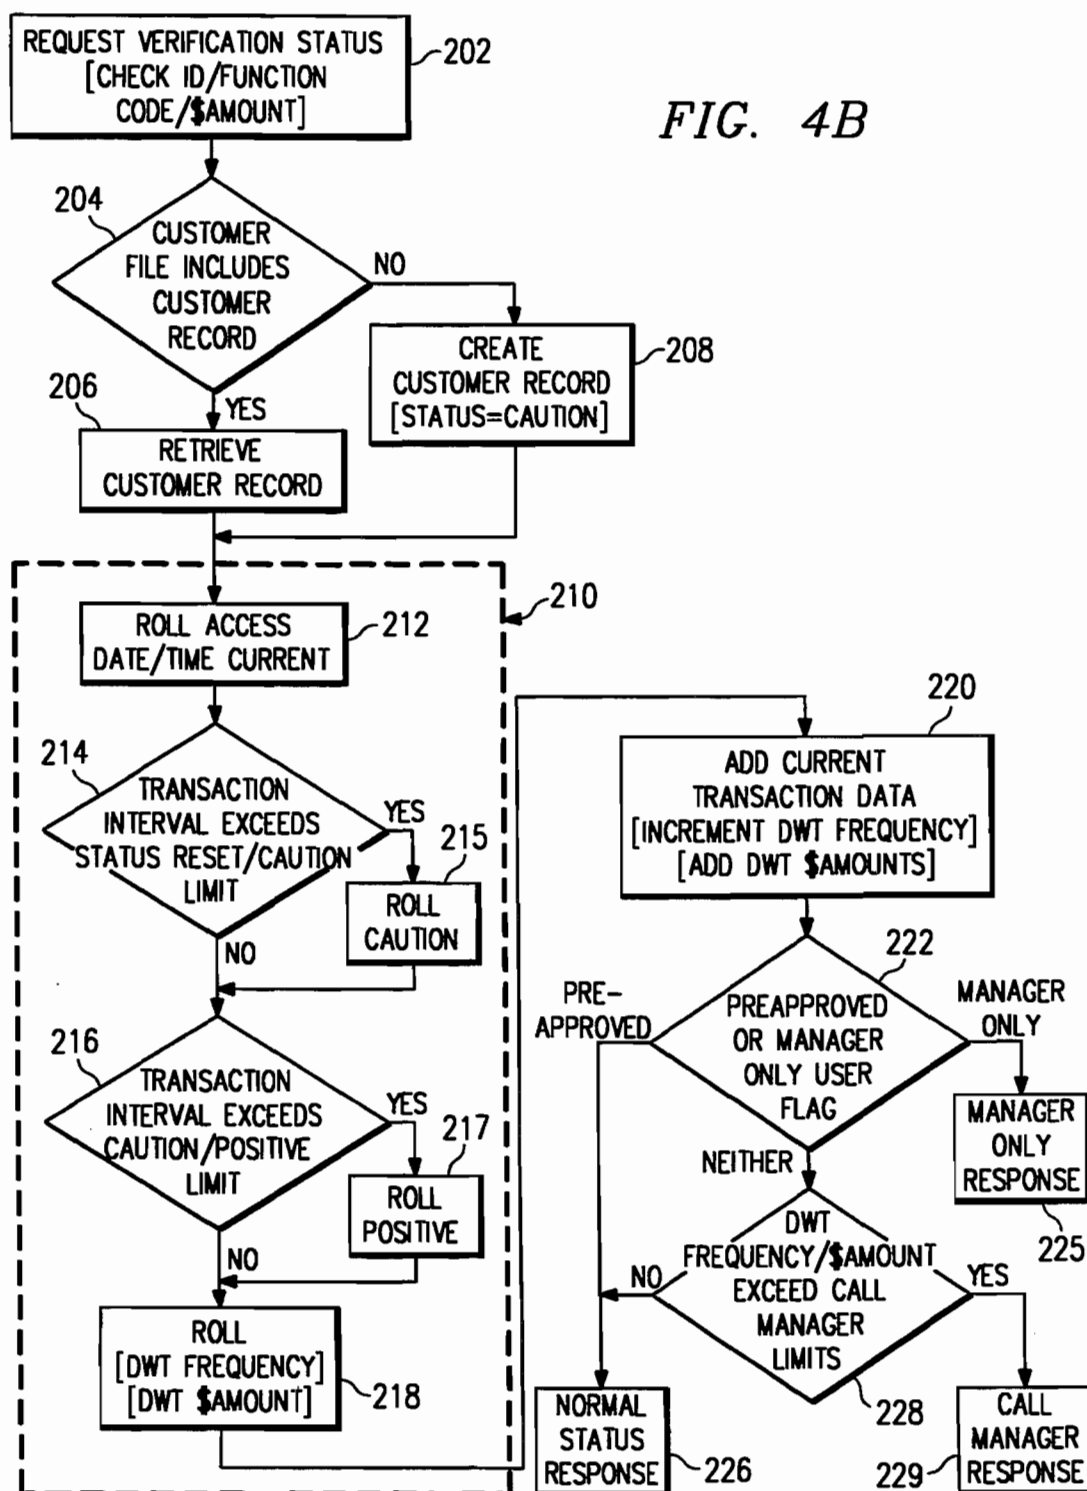 REQUEST VERIFICATION STATUS
[CHECK ID/FUNCTION
CODE/$AMOUNT]
202
FIG. 4B
204
CUSTOMER
FILE INCLUDES
CUSTOMER
RECORD
NO
YES
CREATE
CUSTOMER RECORD
[STATUS=CAUTION]
208
206
RETRIEVE
CUSTOMER RECORD
210
ROLL ACCESS
DATE/TIME CURRENT
212
214
TRANSACTION
INTERVAL EXCEEDS
STATUS RESET/CAUTION
LIMIT
YES
215
ROLL
CAUTION
NO
216
TRANSACTION
INTERVAL EXCEEDS
CAUTION/POSITIVE
LIMIT
YES
217
ROLL
POSITIVE
NO
ROLL
[DWT FREQUENCY]
[DWT $AMOUNT]
218
220
ADD CURRENT
TRANSACTION DATA
[INCREMENT DWT FREQUENCY]
[ADD DWT $AMOUNTS]
222
PREAPPROVED
OR MANAGER
ONLY USER
FLAG
PRE-
APPROVED
MANAGER
ONLY
MANAGER
ONLY
RESPONSE
225
NEITHER
DWT
FREQUENCY/$AMOUNT
EXCEED CALL
MANAGER
LIMITS
228
NO
YES
NORMAL
STATUS
RESPONSE
226
CALL
MANAGER
RESPONSE
229